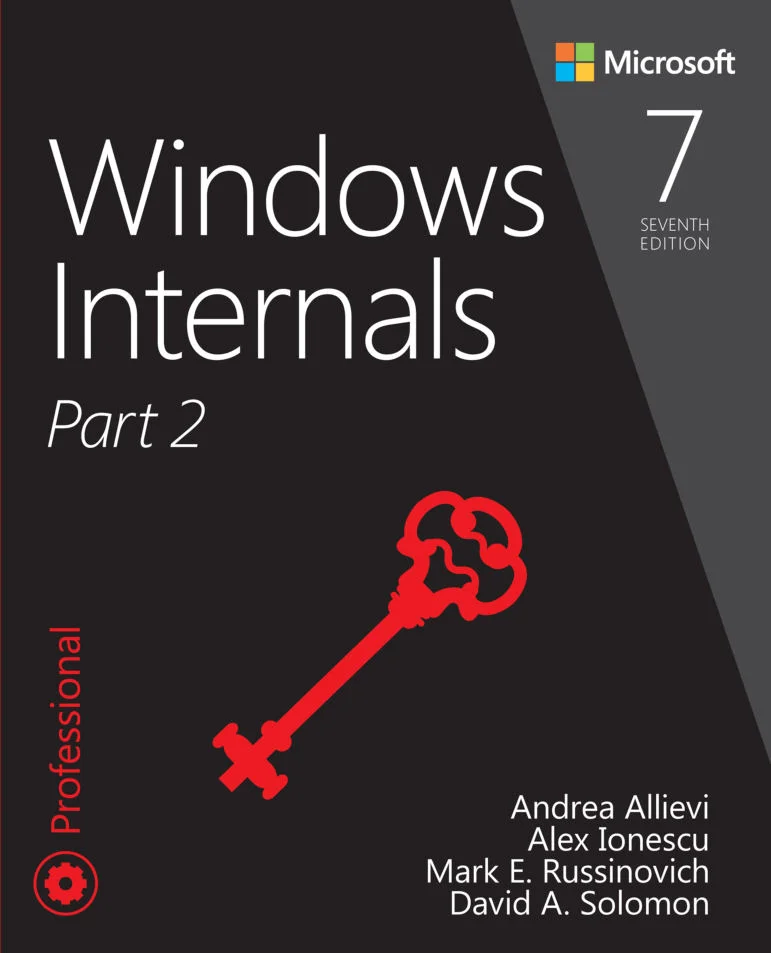 Microsoft
7
SEVENTH
EDITION
Windows
Internals
Part 2
Professional
Andrea Allievi
Alex Ionescu
Mark E. Russinovich
David A. Solomon